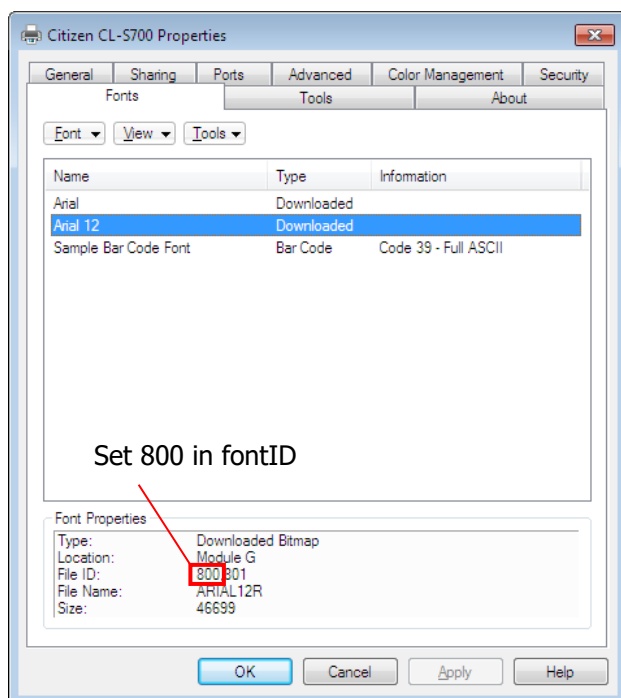 Citizen CL-S700 Properties
General Sharing Ports Advanced Color Management Security
Fonts Tools About
Font View Tools
Name Type Information
Arial Downloaded
Arial 12 Downloaded
Sample Bar Code Font Bar Code Code 39 - Full ASCII
Set 800 in fontID
Font Properties
Type: Downloaded Bitmap
Location: Module G
File ID: 800,801
File Name: ARIAL12R
Size: 46699
OK Cancel Apply Help